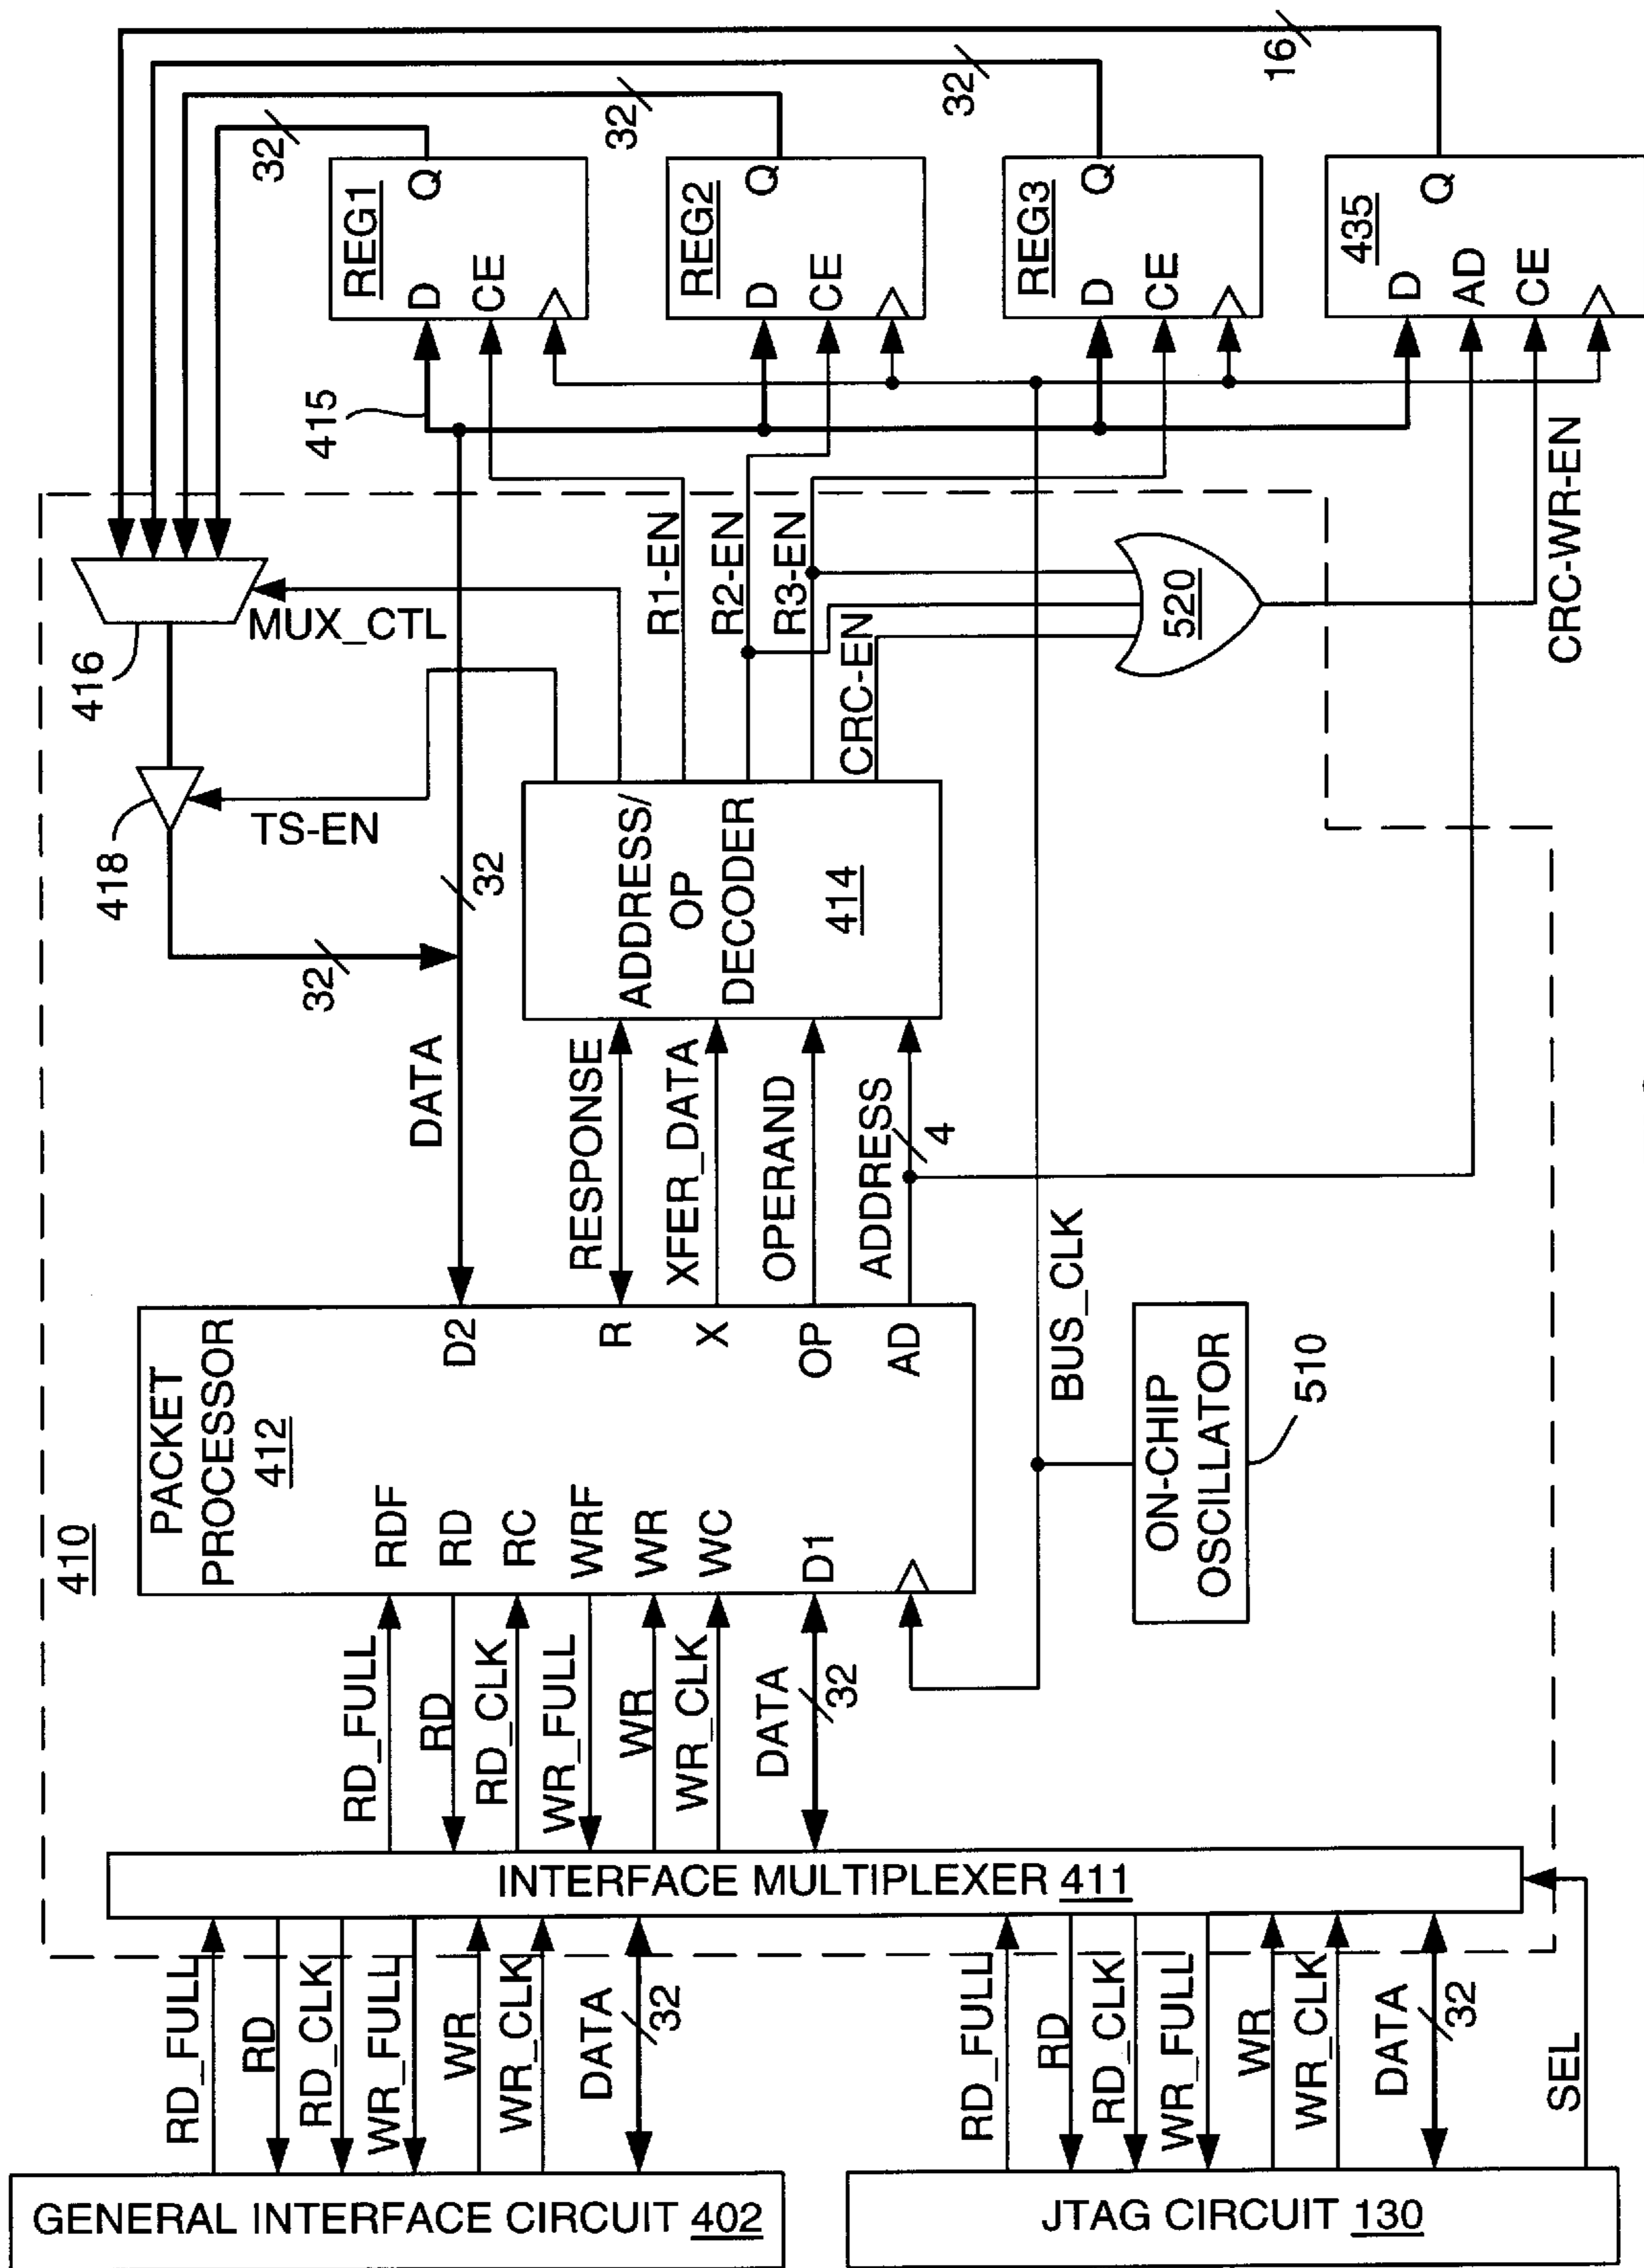 GENERAL INTERFACE CIRCUIT 402
JTAG CIRCUIT 130
RD_FULL
RD
RD_CLK
WR_FULL
WR
WR_CLK
DATA
32
RD_FULL
RD
RD_CLK
WR_FULL
WR
WR_CLK
DATA
32
SEL
INTERFACE MULTIPLEXER 411
410
RD_FULL
RD
RD_CLK
WR_FULL
WR
WR_CLK
DATA
32
PACKET
PROCESSOR
412
RDF
RD
RC
WRF
WR
WC
D1
D2
R
X
OP
AD
ON-CHIP
OSCILLATOR
510
BUS_CLK
DATA
RESPONSE
XFER_DATA
OPERAND
ADDRESS
4
32
32
ADDRESS/
OP
DECODER
414
418
TS-EN
416
MUX_CTL
R1-EN
R2-EN
R3-EN
CRC-EN
520
CRC-WR-EN
415
REG1
D
Q
CE
REG2
D
Q
CE
REG3
D
Q
CE
435
D
Q
AD
CE
32
32
32
16